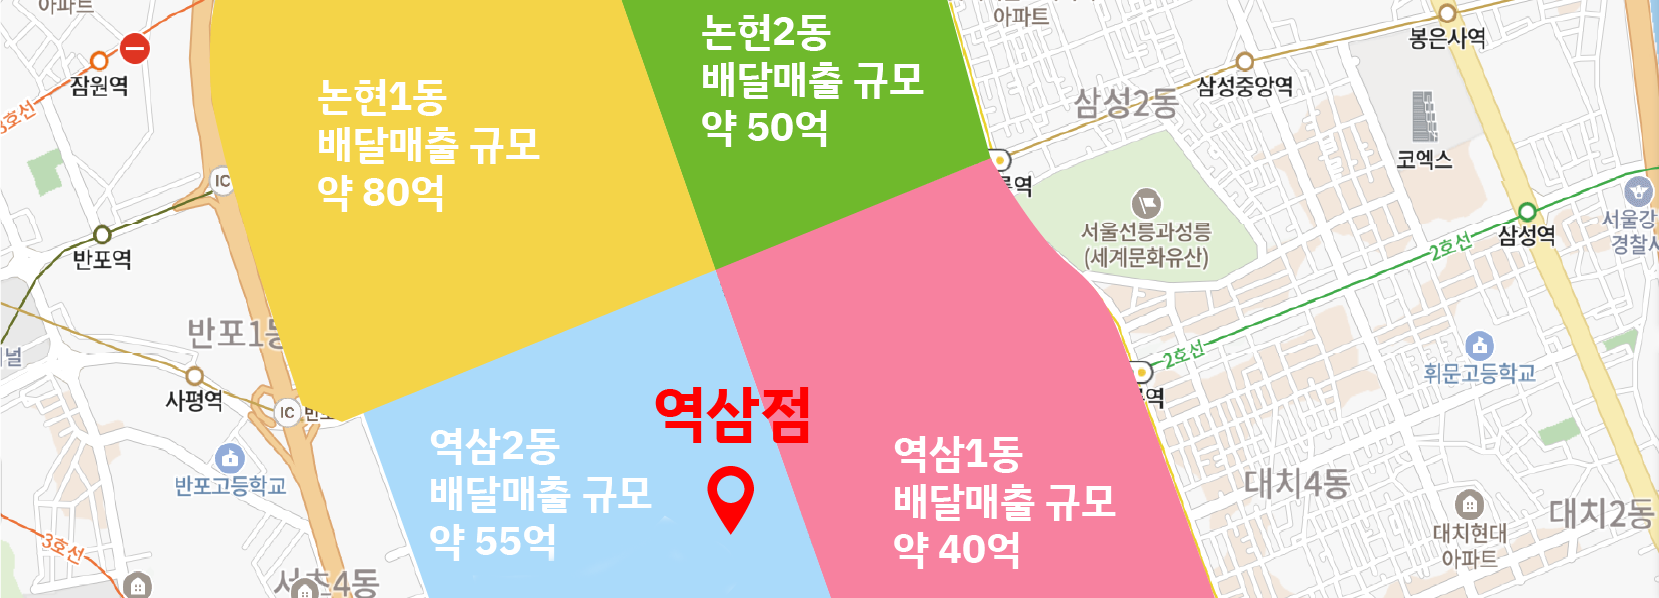 아파트
잠원역
3호선
논현1동
배달매출 규모
약 80억
논현2동
배달매출 규모
약 50억
아파트
봉은사역
삼성중앙역
삼성2동
코엑스
릉역
서울선릉과성릉
(세계문화유산)
삼성역
서울강
경찰서
2호선
2호선
IC
반포역
반포1동
널
사평역
IC
반포
반포고등학교
역삼점
역삼2동
배달매출 규모
약 55억
역삼1동
배달매출 규모
약 40억
역
휘문고등학교
대치4동
대치2동
대치현대
아파트
3호선
서초4동